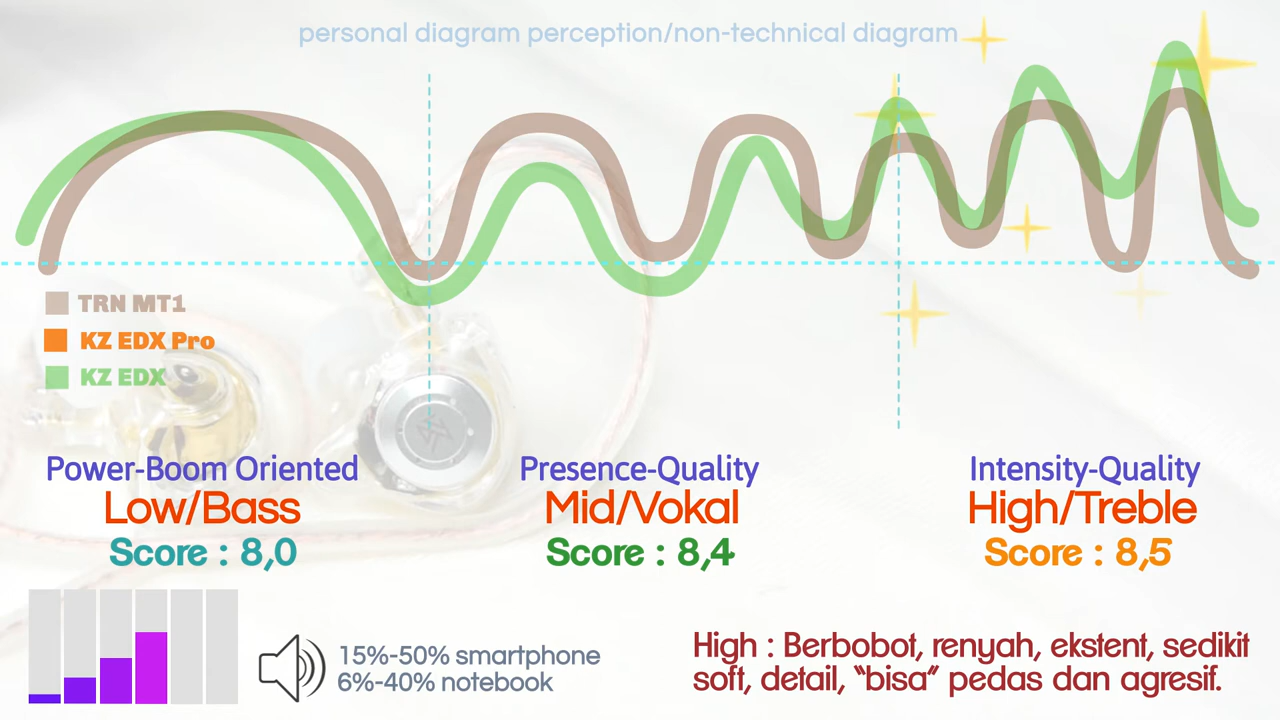 personal diagram perception/non-technical diagram
TRN MT1
KZ EDX Pro
KZ EDX
Power-Boom Oriented
Low/Bass
Score : 8,0
Presence-Quality
Mid/Vokal
Score : 8,4
Intensity-Quality
High/Treble
Score : 8,5
15%-50% smartphone
6%-40% notebook
High : Berbobot, renyah, ekstent, sedikit
soft, detail, “bisa” pedas dan agresif.